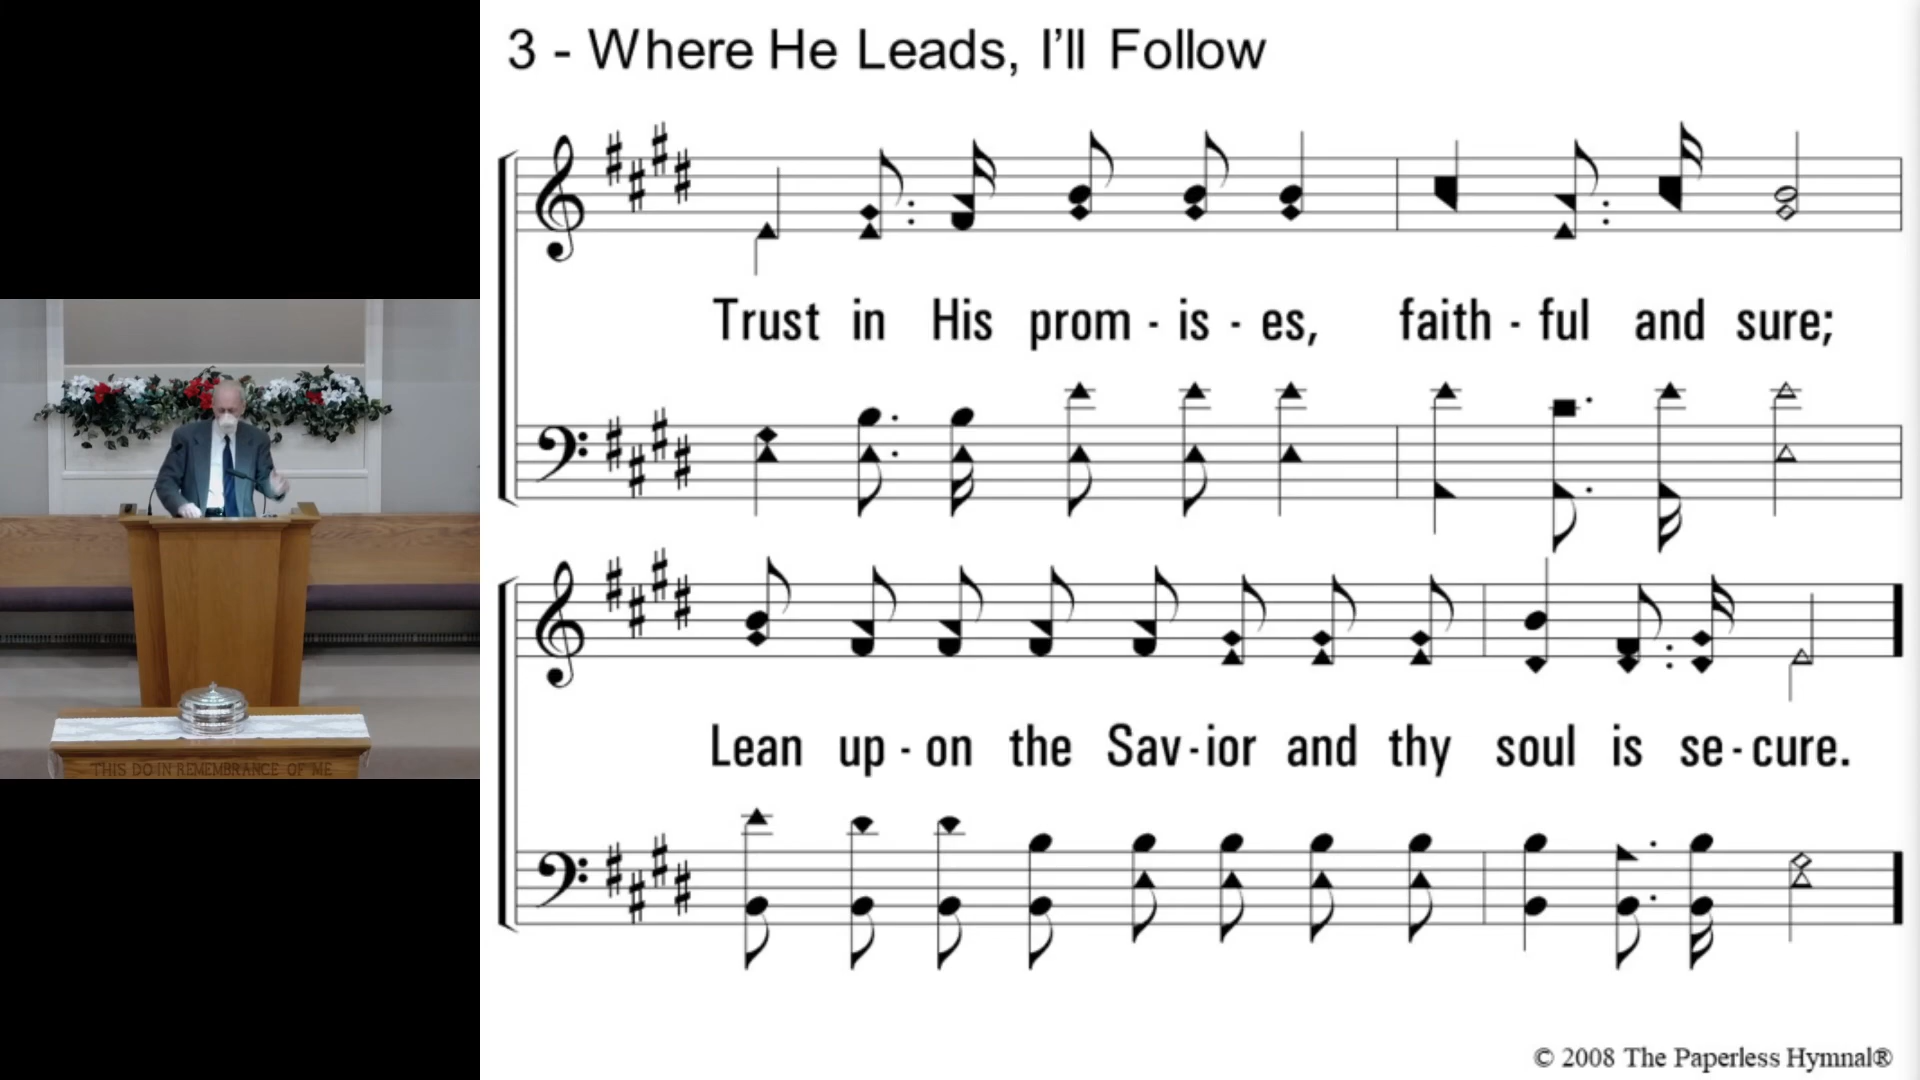 3 - Where He Leads, I'll Follow
Trust in His prom - is - es, faith - ful and sure;
Lean up - on the Sav - ior and thy soul is se - cure.
THIS DO IN REMEMBRANCE OF ME
© 2008 The Paperless Hymnal®